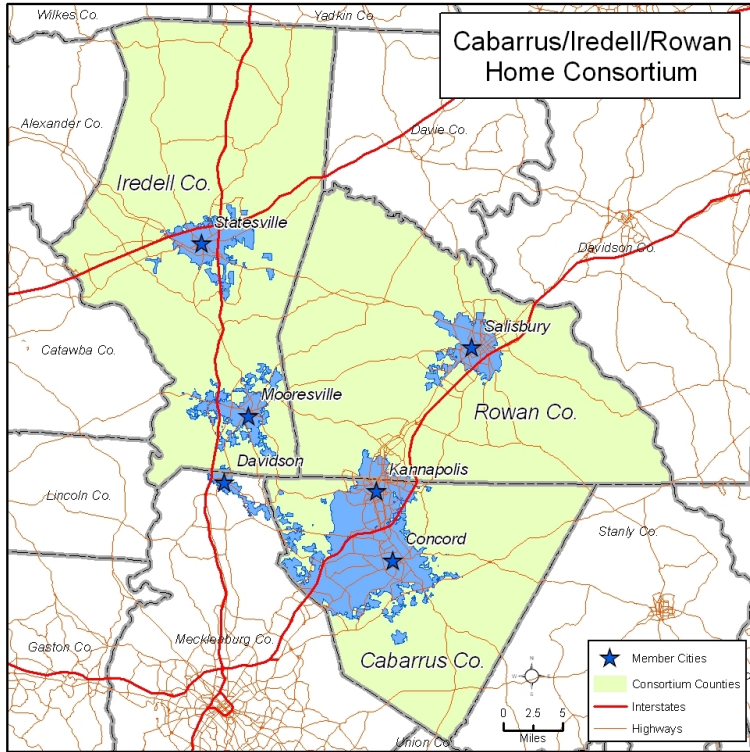 Wilkes Co.
Yadkin Co.
Cabarrus/Iredell/Rowan
Home Consortium
Alexander Co.
Davie Co.
Iredell Co.
Statesville
Davidson Co.
Salisbury
Catawba Co.
Mooresville
Rowan Co.
Davidson
Kannapolis
Lincoln Co.
Stanly Co.
Concord
Mecklenburg Co.
Gaston Co.
Cabarrus Co.
Union Co.
N
W
E
S
0 2.5 5
Miles
Member Cities
Consortium Counties
Interstates
Highways